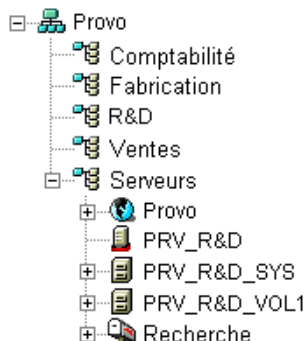 Provo
Comptabilité
Fabrication
R&D
Ventes
Serveurs
Provo
PRV_R&D
PRV_R&D_SYS
PRV_R&D_VOL1
Recherche